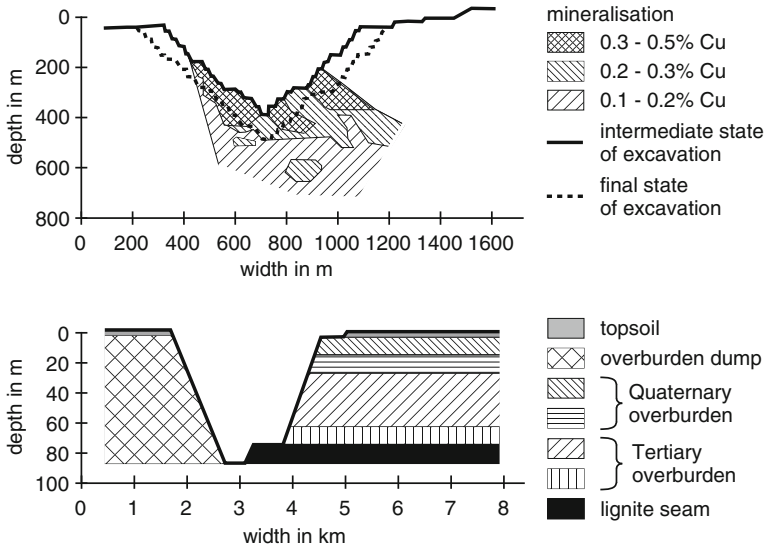 0
200
400
600
800
depth in m
0 200 400 600 800 1000 1200 1400 1600
width in m
mineralisation
0.3 - 0.5% Cu
0.2 - 0.3% Cu
0.1 - 0.2% Cu
intermediate state
of excavation
final state
of excavation
0
20
40
60
80
100
depth in m
0 1 2 3 4 5 6 7 8
width in km
topsoil
overburden dump
Quaternary
overburden
Tertiary
overburden
lignite seam